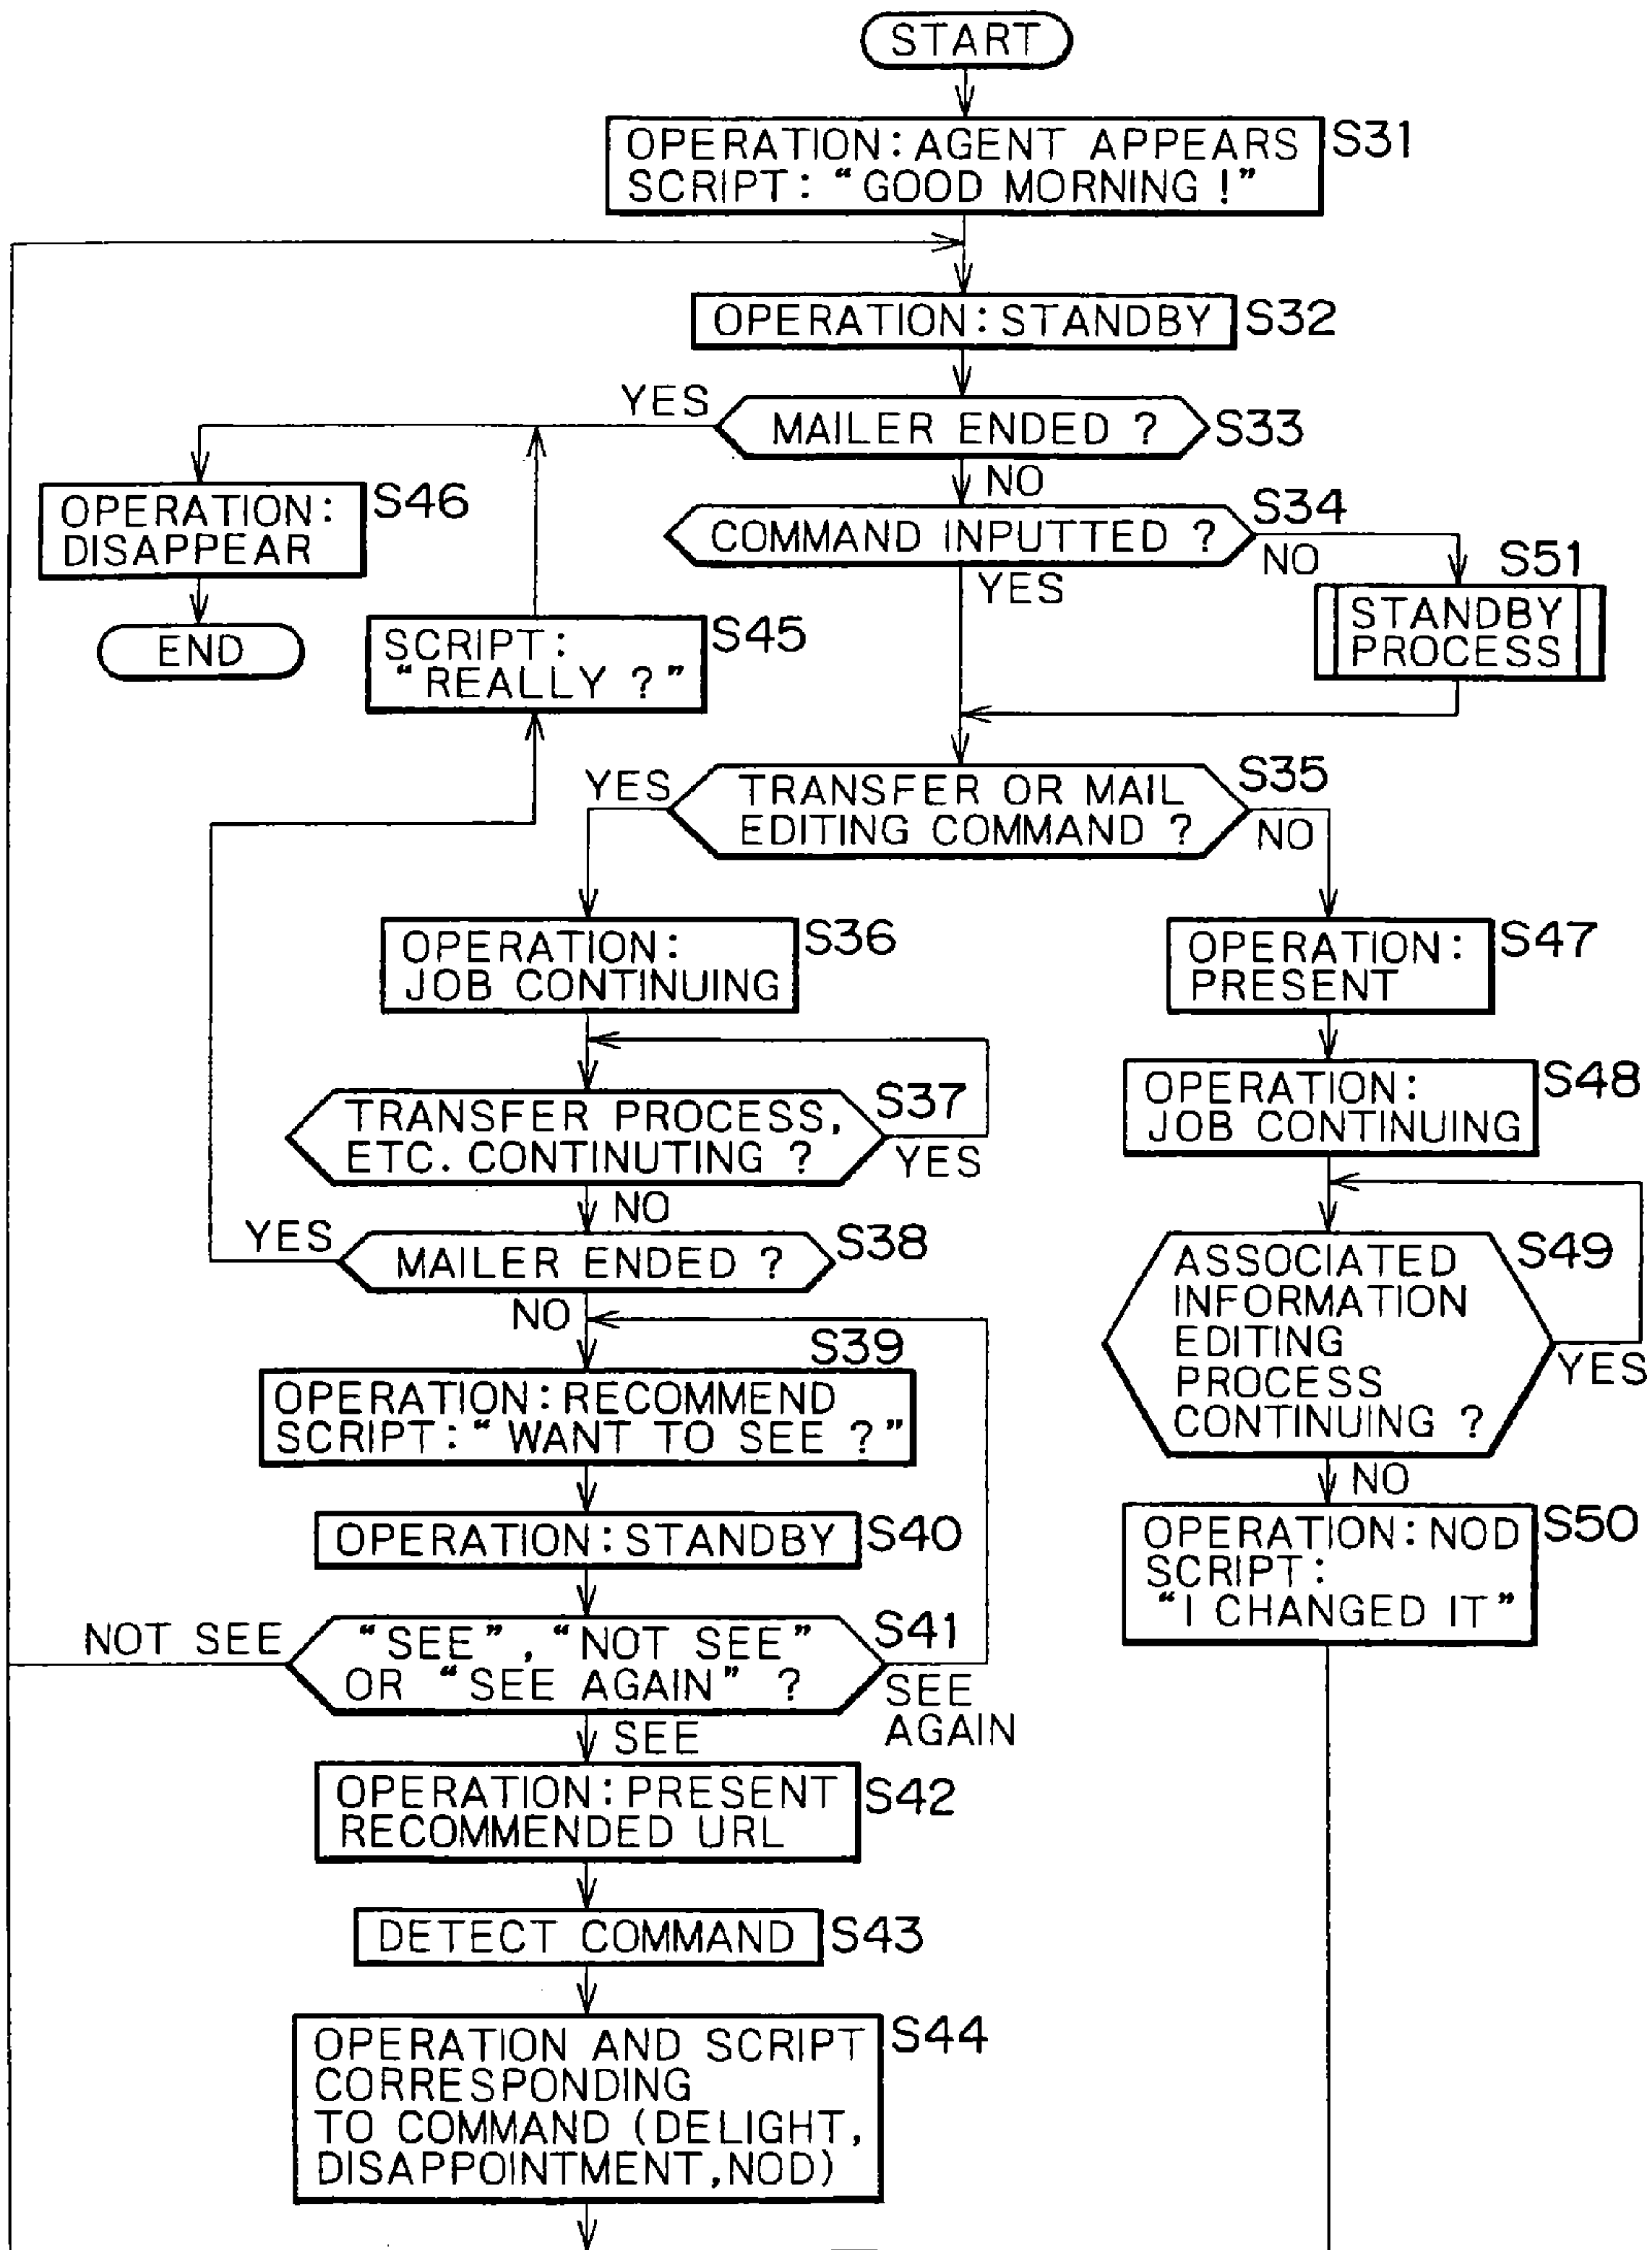 START
OPERATION:AGENT APPEARS
SCRIPT: "GOOD MORNING !"
S31
OPERATION:STANDBY
S32
YES
MAILER ENDED ?
S33
NO
OPERATION:
DISAPPEAR
S46
COMMAND INPUTTED ?
S34
NO
YES
S51
STANDBY
PROCESS
END
SCRIPT:
"REALLY ?"
S45
YES
TRANSFER OR MAIL
EDITING COMMAND ?
S35
NO
OPERATION:
JOB CONTINUING
S36
OPERATION:
PRESENT
S47
TRANSFER PROCESS,
ETC. CONTINUTING ?
S37
YES
OPERATION:
JOB CONTINUING
S48
NO
YES
MAILER ENDED ?
S38
NO
ASSOCIATED
INFORMATION
EDITING
PROCESS
CONTINUING ?
S49
YES
S39
OPERATION:RECOMMEND
SCRIPT:"WANT TO SEE ?"
NO
OPERATION:STANDBY
S40
OPERATION:NOD
SCRIPT:
"I CHANGED IT"
S50
NOT SEE
"SEE", "NOT SEE"
OR "SEE AGAIN" ?
S41
SEE
AGAIN
SEE
OPERATION:PRESENT
RECOMMENDED URL
S42
DETECT COMMAND
S43
OPERATION AND SCRIPT
CORRESPONDING
TO COMMAND (DELIGHT,
DISAPPOINTMENT,NOD)
S44